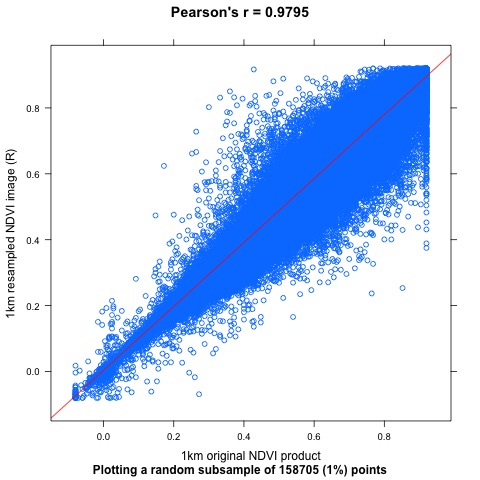 Pearson's r = 0.9795
1km resampled NDVI image (R)
0.8
0.6
0.4
0.2
0.0
0.0 0.2 0.4 0.6 0.8
1km original NDVI product
Plotting a random subsample of 158705 (1%) points